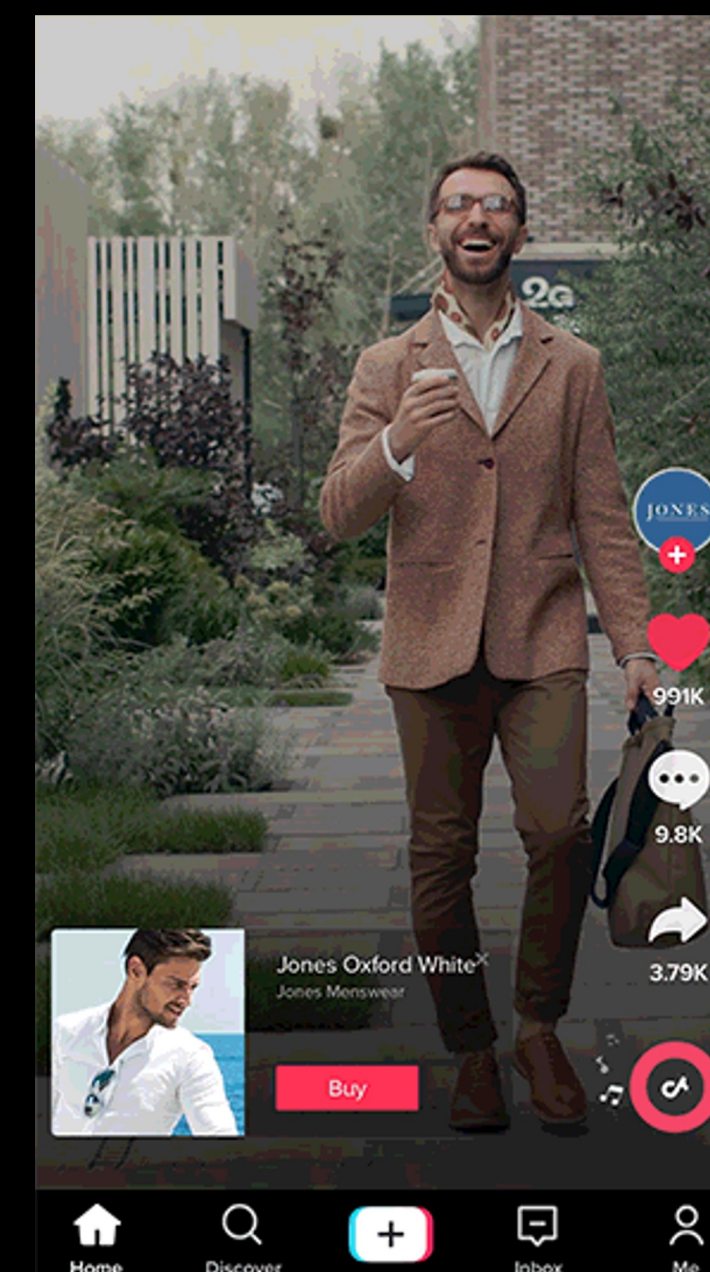 2G
JONES
991K
9.8K
3.79K
Jones Oxford White
Jones Menswear
Buy
Home
Discover
Inbox
Me